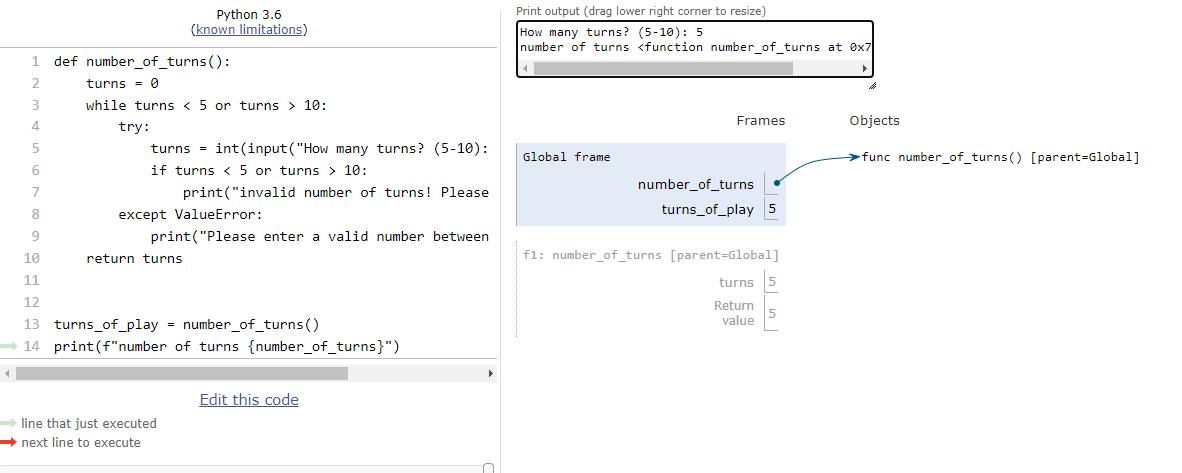 Python 3.6
(known limitations)
1 def number_of_turns():
2     turns = 0
3     while turns < 5 or turns > 10:
4         try:
5             turns = int(input("How many turns? (5-10):
6             if turns < 5 or turns > 10:
7                 print("invalid number of turns! Please
8         except ValueError:
9             print("Please enter a valid number between
10     return turns
11
12
13 turns_of_play = number_of_turns()
14 print(f"number of turns {number_of_turns}")
Edit this code
line that just executed
next line to execute
Print output (drag lower right corner to resize)
How many turns? (5-10): 5
number of turns <function number_of_turns at 0x7
Frames Objects
Global frame
number_of_turns
turns_of_play 5
func number_of_turns() [parent=Global]
f1: number_of_turns [parent=Global]
turns 5
Return
value 5